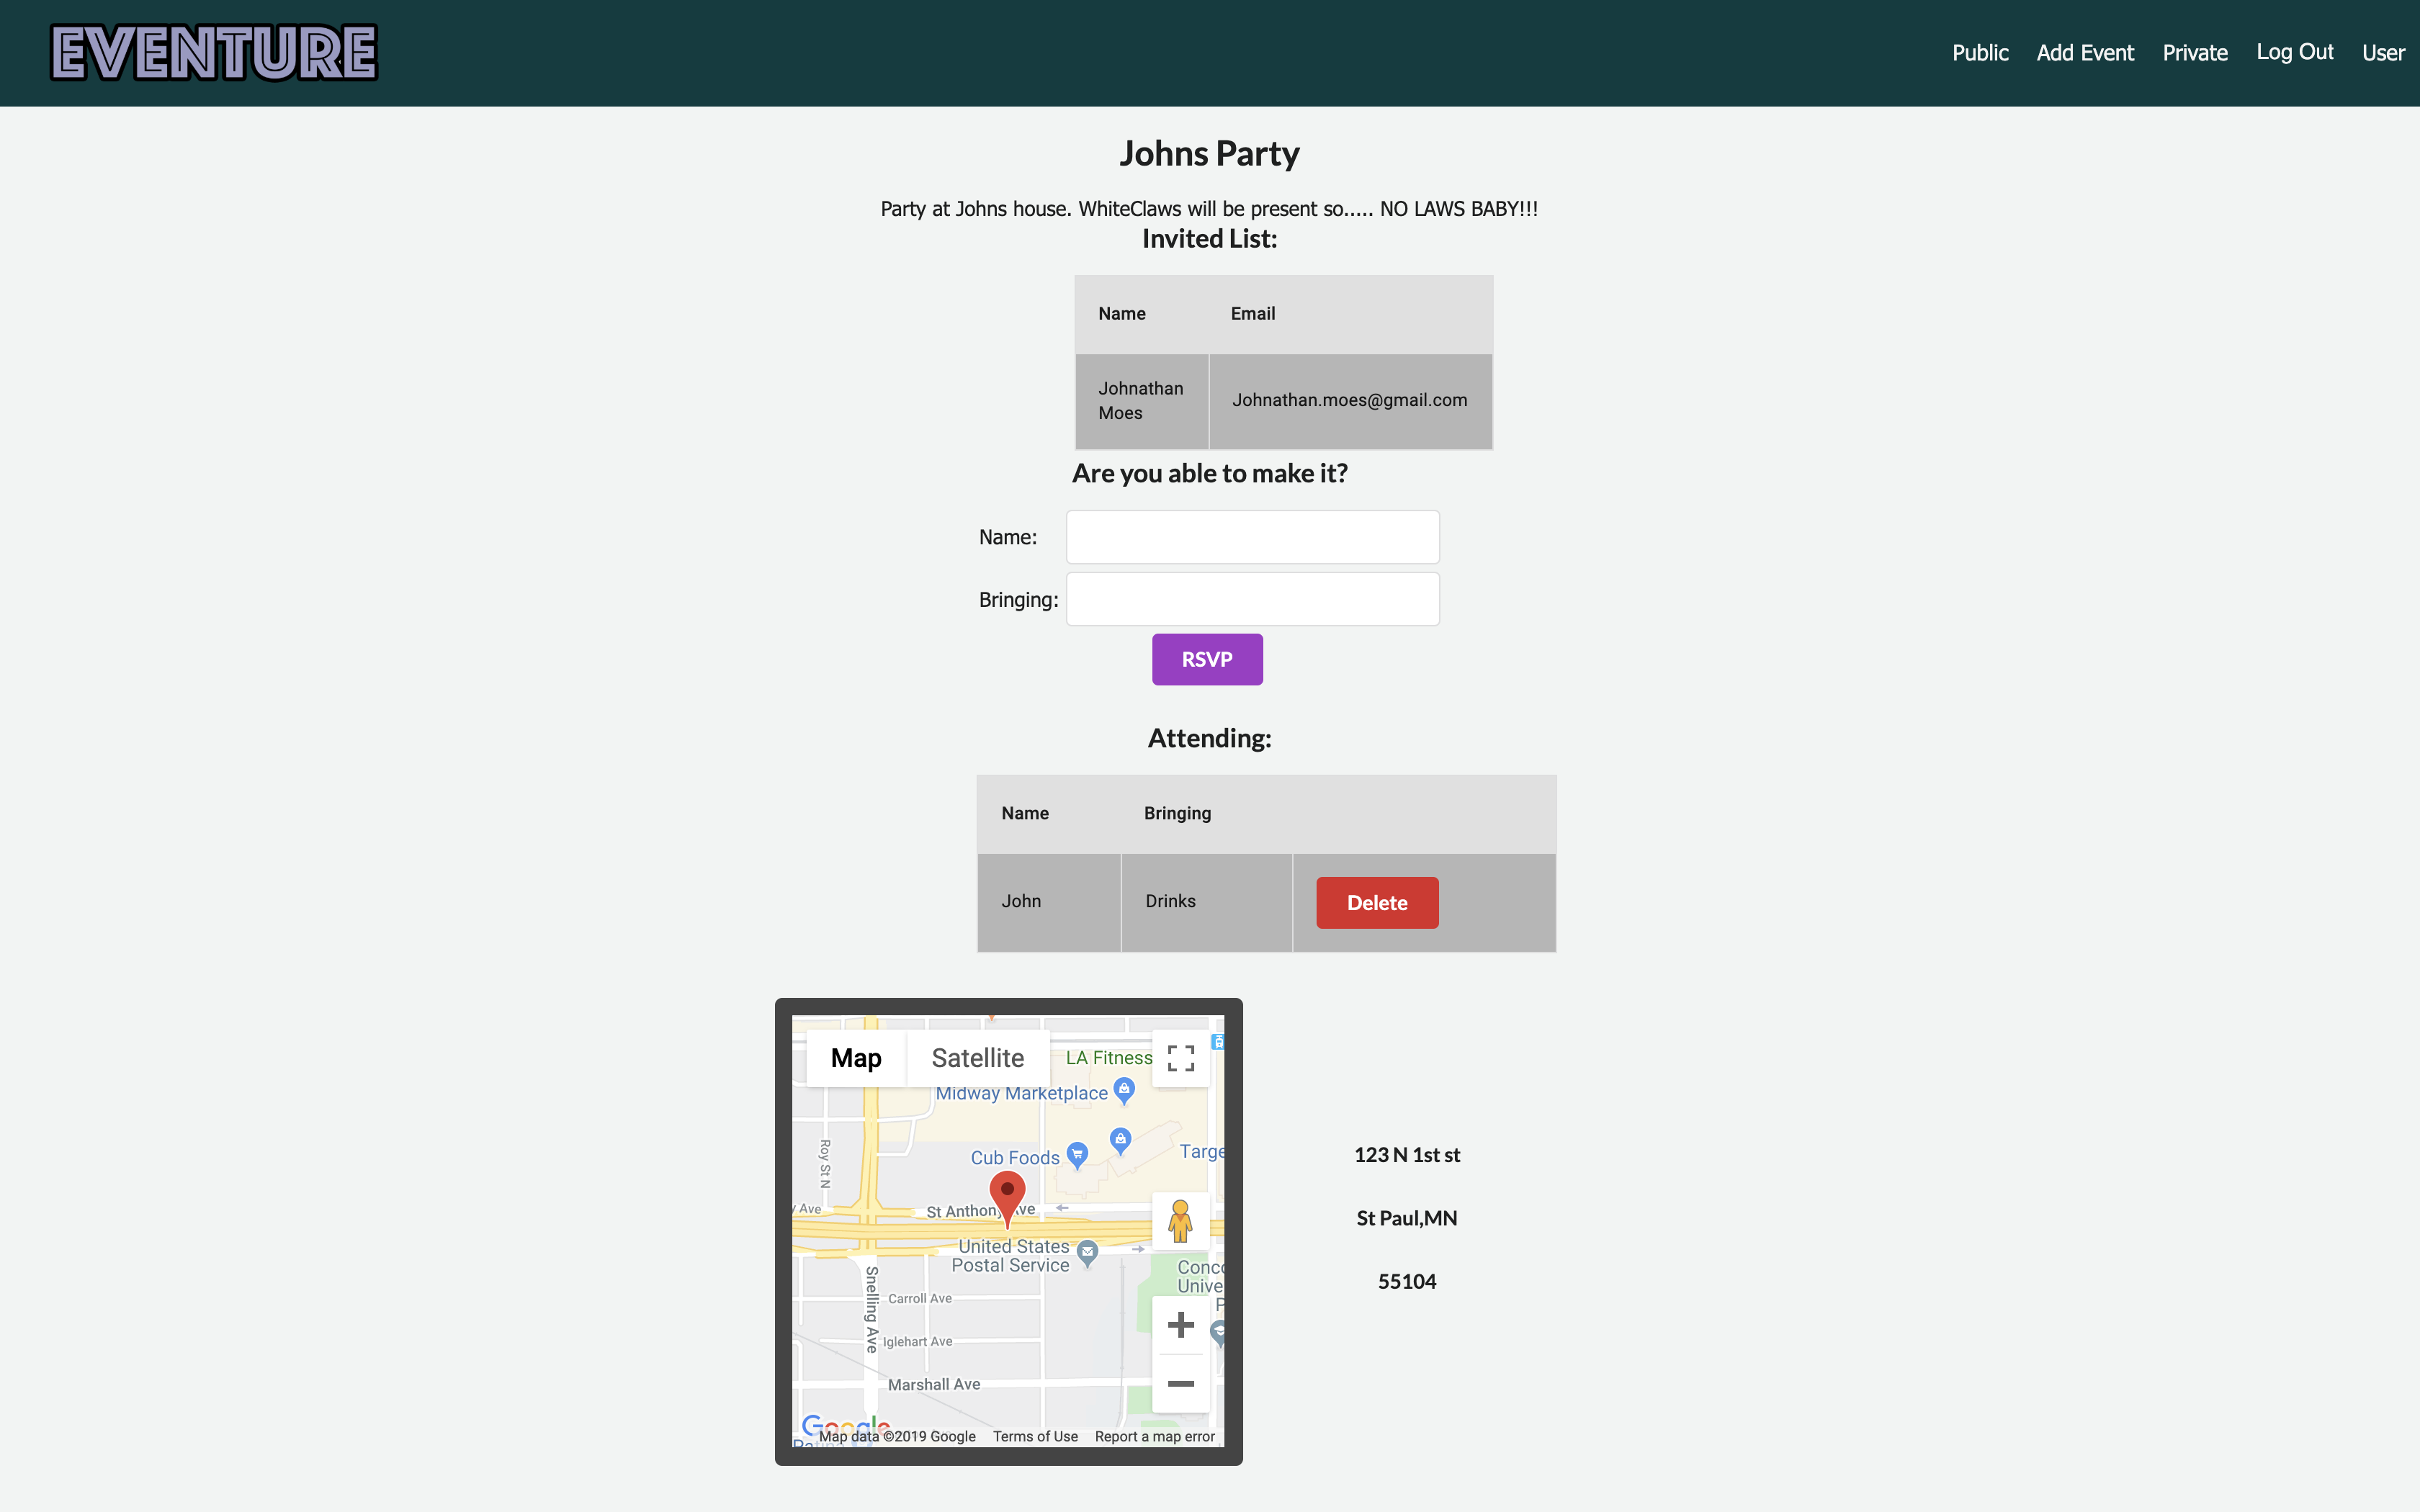 EVENTURE
Public Add Event Private Log Out User
Johns Party
Party at Johns house. WhiteClaws will be present so..... NO LAWS BABY!!!
Invited List:
Name Email
Johnathan
Moes
Johnathan.moes@gmail.com
Are you able to make it?
Name:
Bringing:
RSVP
Attending:
Name Bringing
John Drinks Delete
Map Satellite
LA Fitness
Midway Marketplace
Roy St N
Cub Foods
Targe
Ave
St Anthony Ave
United States
Postal Service
Conc
Unive
P
Snelling Ave
Carroll Ave
Iglehart Ave
Marshall Ave
Google
Map data ©2019 Google Terms of Use Report a map error
123 N 1st st
St Paul,MN
55104